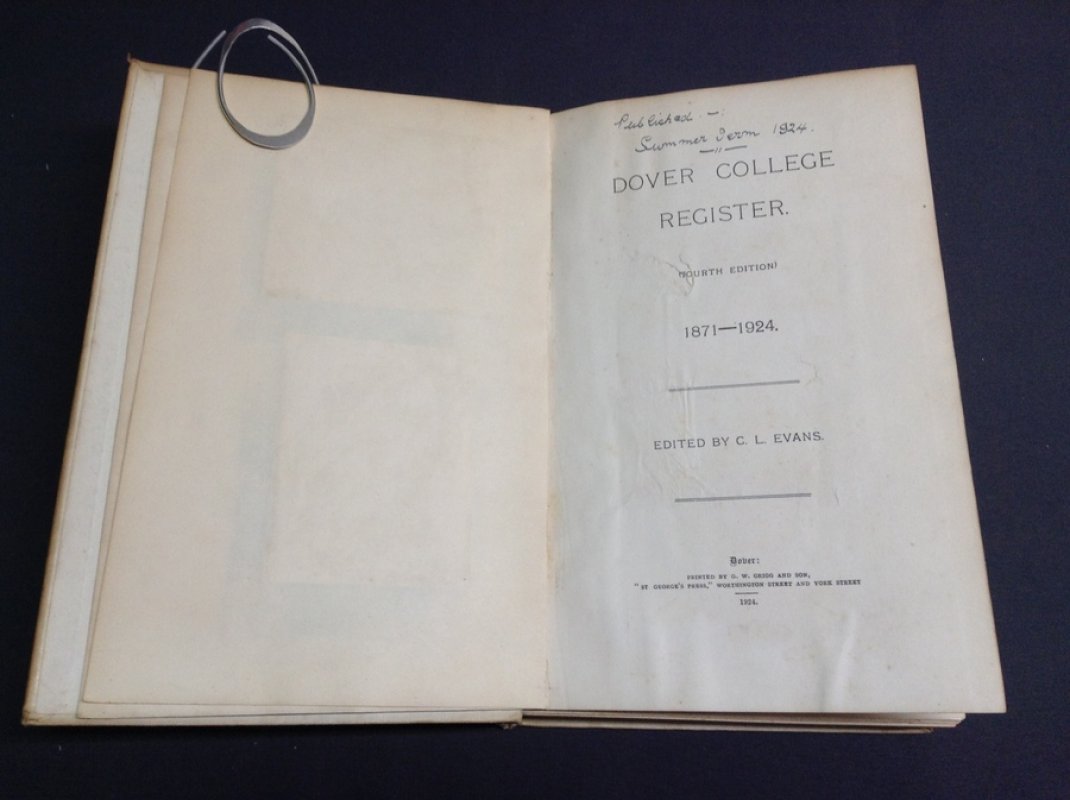 Published -:
Summer Term 1924.
DOVER COLLEGE
REGISTER.
(FOURTH EDITION)
1871—1924.
EDITED BY C. L. EVANS.
Dover:
PRINTED BY G. W. GRIGG AND SON,
"ST GEORGE'S PRESS," WORTHINGTON STREET AND YORK STREET
1924.